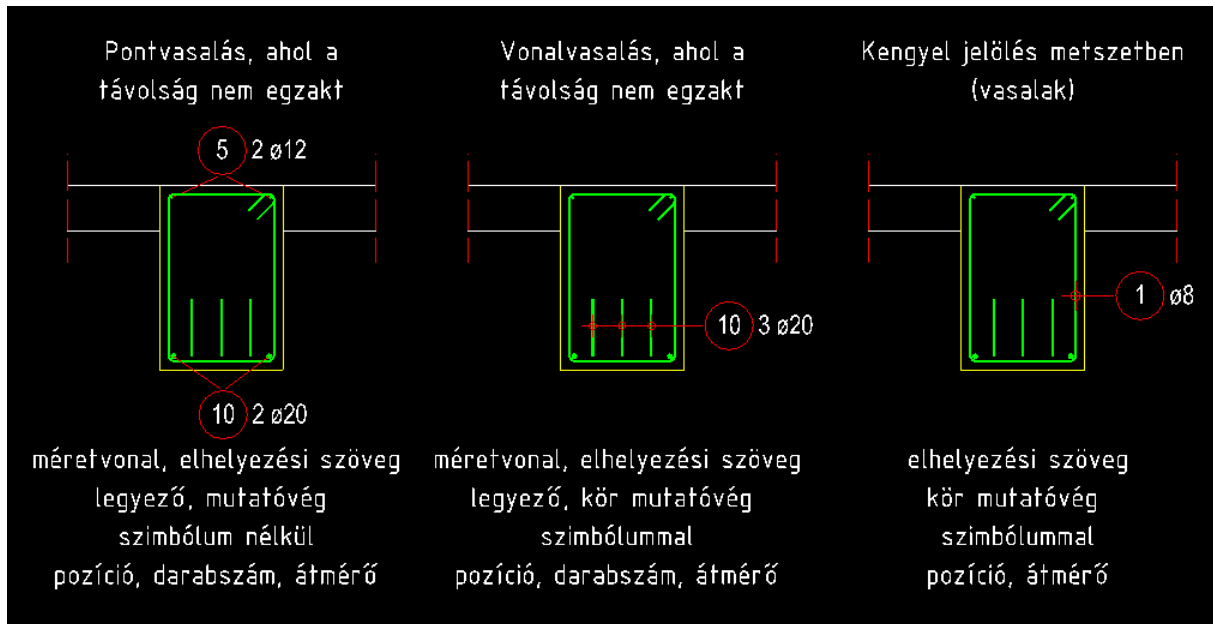 Pontvasalás, ahol a
távolság nem egzakt
5 2 ø12
10 2 ø20
méretvonal, elhelyezési szöveg
legyező, mutatóvég
szimbólum nélkül
pozíció, darabszám, átmérő
Vonalvasalás, ahol a
távolság nem egzakt
10 3 ø20
méretvonal, elhelyezési szöveg
legyező, kör mutatóvég
szimbólummal
pozíció, darabszám, átmérő
Kengyel jelölés metszetben
(vasalak)
1 ø8
elhelyezési szöveg
kör mutatóvég
szimbólummal
pozíció, átmérő